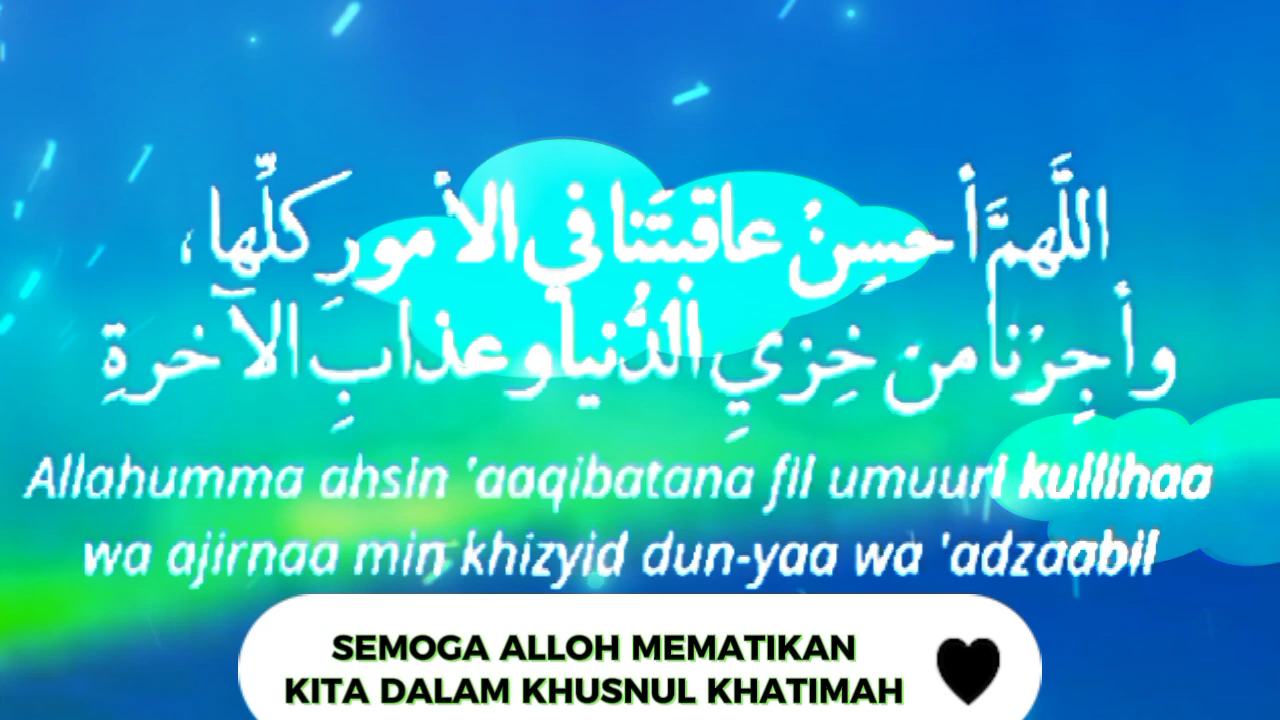 اللَّهمَّ أحسِنْ عاقبتَنا في الأمورِ كلِّها،
وأجِرْنا من خِزيِ الدُّنيا وعذابِ الآخرةِ
Allahumma ahsin 'aaqibatana fil umuuri kullihaa
wa ajirnaa min khizyid dun-yaa wa 'adzaabil
SEMOGA ALLOH MEMATIKAN
KITA DALAM KHUSNUL KHATIMAH